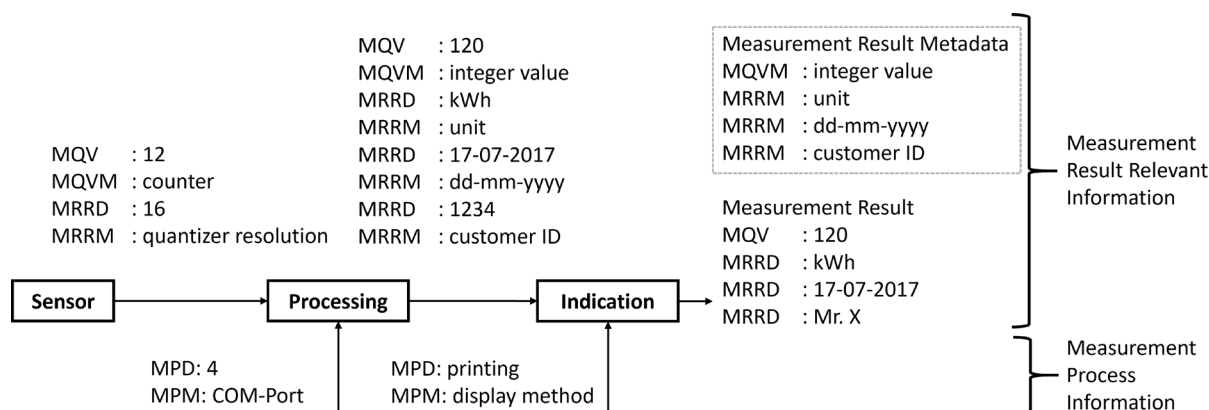 MQV : 12
MQVM : counter
MRRD : 16
MRRM : quantizer resolution
MQV : 120
MQVM : integer value
MRRD : kWh
MRRM : unit
MRRD : 17-07-2017
MRRM : dd-mm-yyyy
MRRD : 1234
MRRM : customer ID
Measurement Result Metadata
MQVM : integer value
MRRM : unit
MRRM : dd-mm-yyyy
MRRM : customer ID
Measurement Result
MQV : 120
MRRD : kWh
MRRD : 17-07-2017
MRRD : Mr. X
Measurement
Result Relevant
Information
Sensor
Processing
Indication
MPD: 4
MPM: COM-Port
MPD: printing
MPM: display method
Measurement
Process
Information